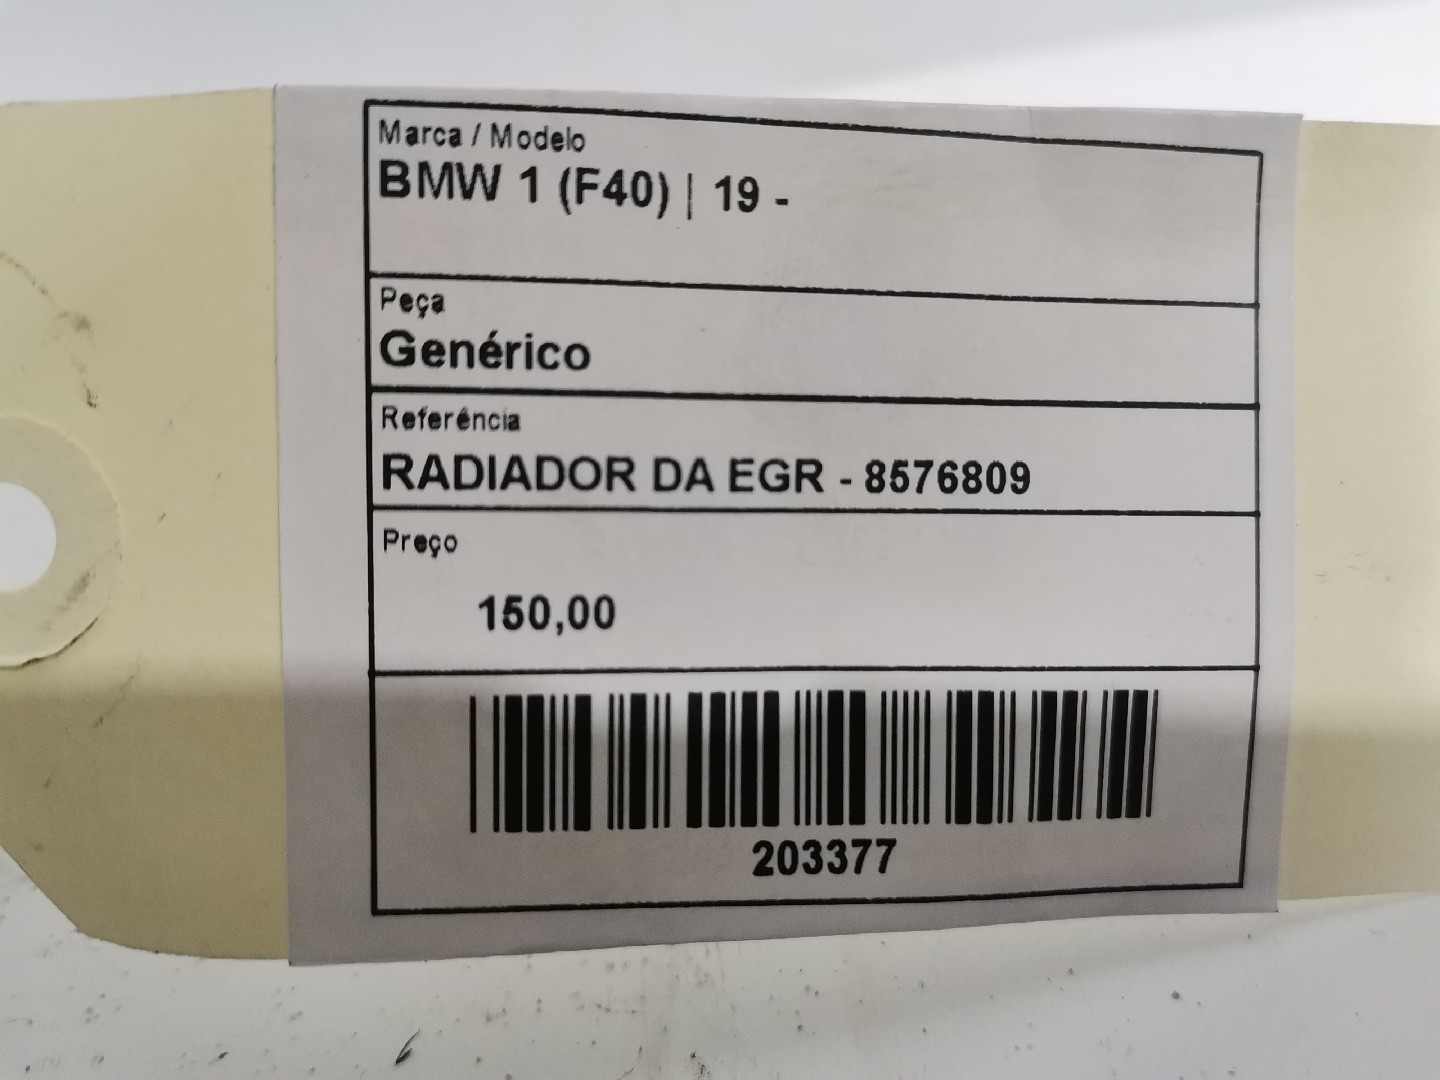 Marca / Modelo
BMW 1 (F40) | 19 -
Peça
Genérico
Referência
RADIADOR DA EGR - 8576809
Preço
150,00
203377